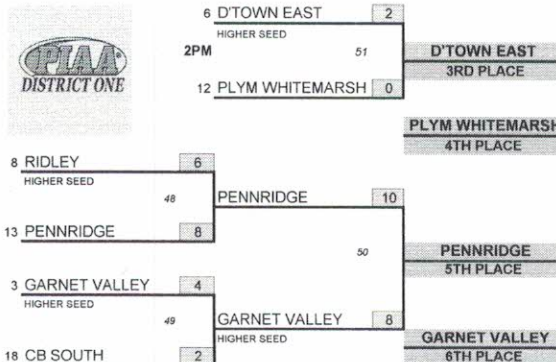 6 D'TOWN EAST 2
HIGHER SEED
2PM 51 D'TOWN EAST
3RD PLACE
PIAA
DISTRICT ONE
12 PLYM WHITEMARSH 0
PLYM WHITEMARSH
4TH PLACE
8 RIDLEY 6
HIGHER SEED
48 PENNRIDGE 10
13 PENNRIDGE 8
50 PENNRIDGE
5TH PLACE
3 GARNET VALLEY 4
HIGHER SEED
49 GARNET VALLEY 8
HIGHER SEED
GARNET VALLEY
6TH PLACE
18 CB SOUTH 2